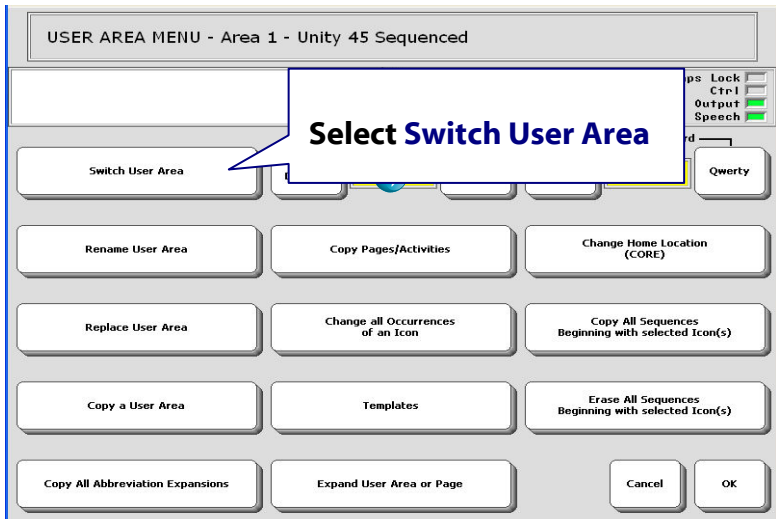 USER AREA MENU - Area 1 - Unity 45 Sequenced
ps Lock
Ctrl
Output
Speech
Select Switch User Area
rd
Switch User Area
Qwerty
Rename User Area
Copy Pages/Activities
Change Home Location
(CORE)
Replace User Area
Change all Occurrences
of an Icon
Copy All Sequences
Beginning with selected Icon(s)
Copy a User Area
Templates
Erase All Sequences
Beginning with selected Icon(s)
Copy All Abbreviation Expansions
Expand User Area or Page
Cancel
OK